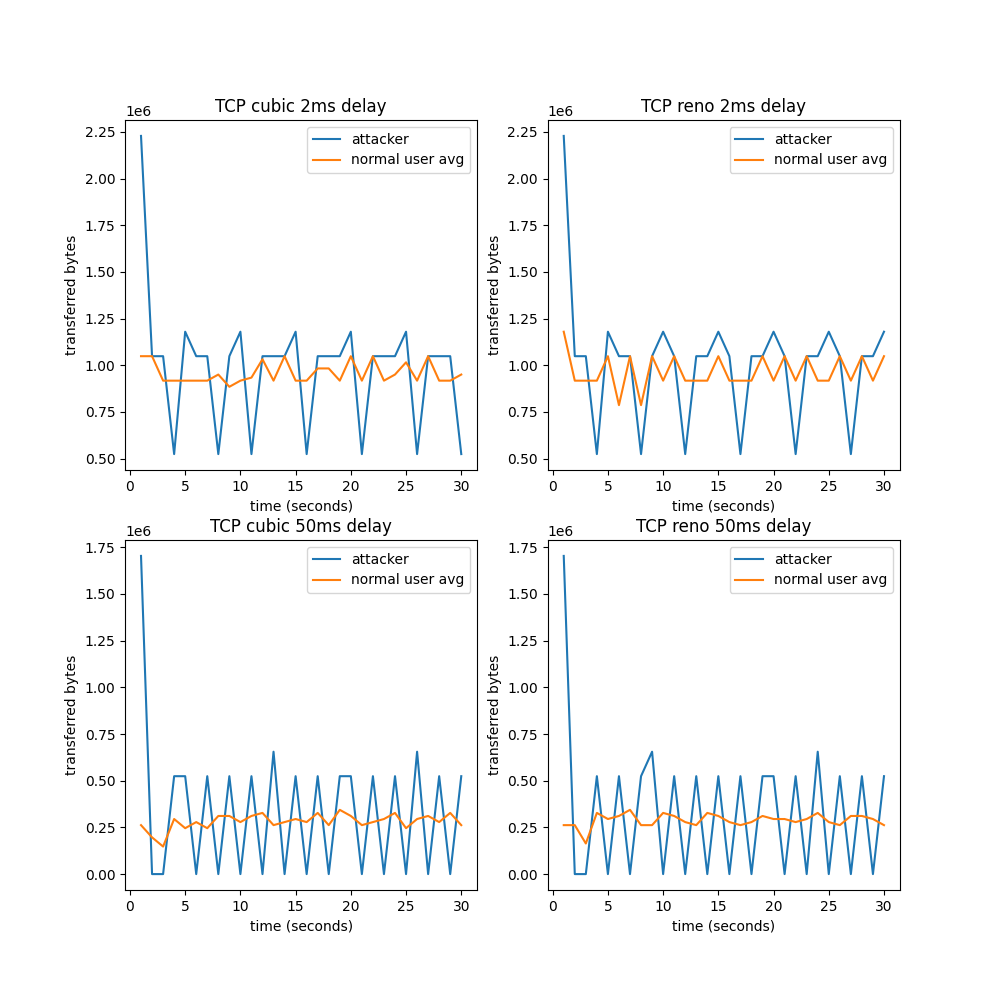 TCP cubic 2ms delay
1e6
transferred bytes
2.25
2.00
1.75
1.50
1.25
1.00
0.75
0.50
attacker
normal user avg
0 5 10 15 20 25 30
time (seconds)
TCP reno 2ms delay
1e6
transferred bytes
2.25
2.00
1.75
1.50
1.25
1.00
0.75
0.50
attacker
normal user avg
0 5 10 15 20 25 30
time (seconds)
TCP cubic 50ms delay
1e6
transferred bytes
1.75
1.50
1.25
1.00
0.75
0.50
0.25
0.00
attacker
normal user avg
0 5 10 15 20 25 30
time (seconds)
TCP reno 50ms delay
1e6
transferred bytes
1.75
1.50
1.25
1.00
0.75
0.50
0.25
0.00
attacker
normal user avg
0 5 10 15 20 25 30
time (seconds)